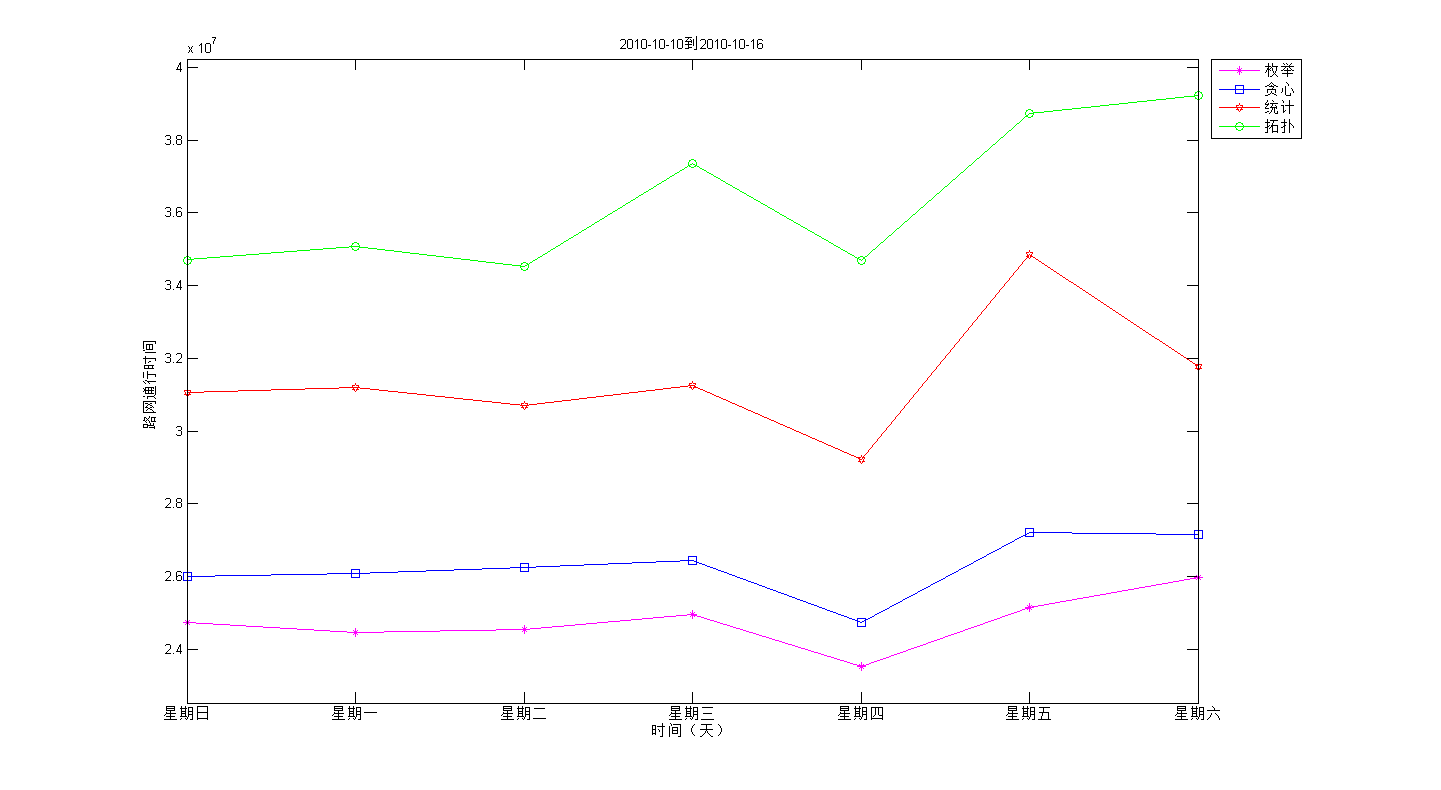 2010-10-10到2010-10-16
x 10^7
4
3.8
3.6
3.4
3.2
3
2.8
2.6
2.4
路网通行时间
星期日 星期一 星期二 星期三 星期四 星期五 星期六
时间（天）
枚举
贪心
统计
拓扑